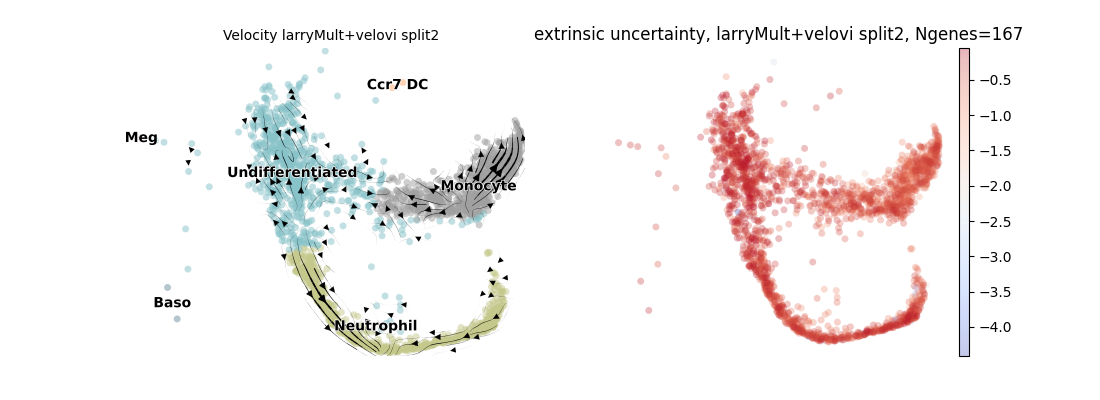 Velocity larryMult+velovi split2
Ccr7 DC
Meg
Undifferentiated
Monocyte
Baso
Neutrophil
extrinsic uncertainty, larryMult+velovi split2, Ngenes=167
−0.5
−1.0
−1.5
−2.0
−2.5
−3.0
−3.5
−4.0